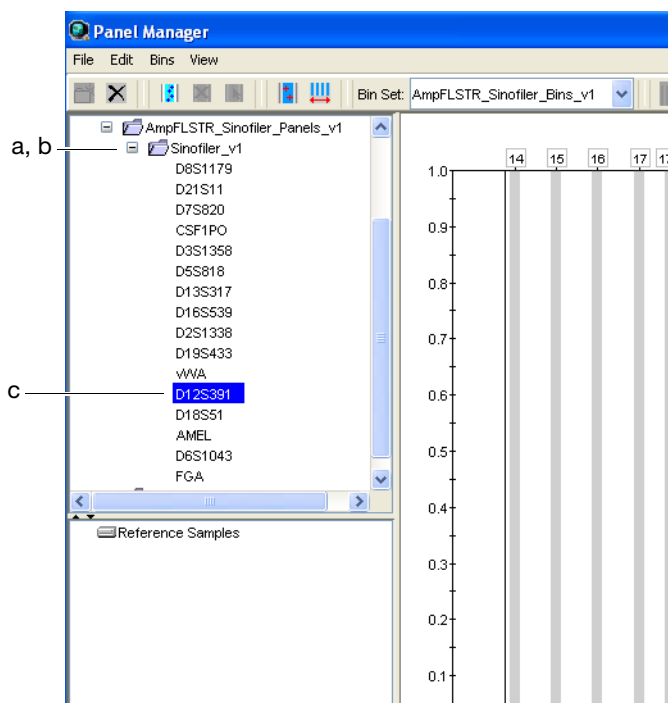 Panel Manager
File Edit Bins View
Bin Set: AmpFLSTR_Sinofiler_Bins_v1
AmpFLSTR_Sinofiler_Panels_v1
a, b
Sinofiler_v1
D8S1179
D21S11
D7S820
CSF1PO
D3S1358
D5S818
D13S317
D16S539
D2S1338
D19S433
vWA
c
D12S391
D18S51
AMEL
D6S1043
FGA
Reference Samples
14 15 16 17
1.0
0.9
0.8
0.7
0.6
0.5
0.4
0.3
0.2
0.1